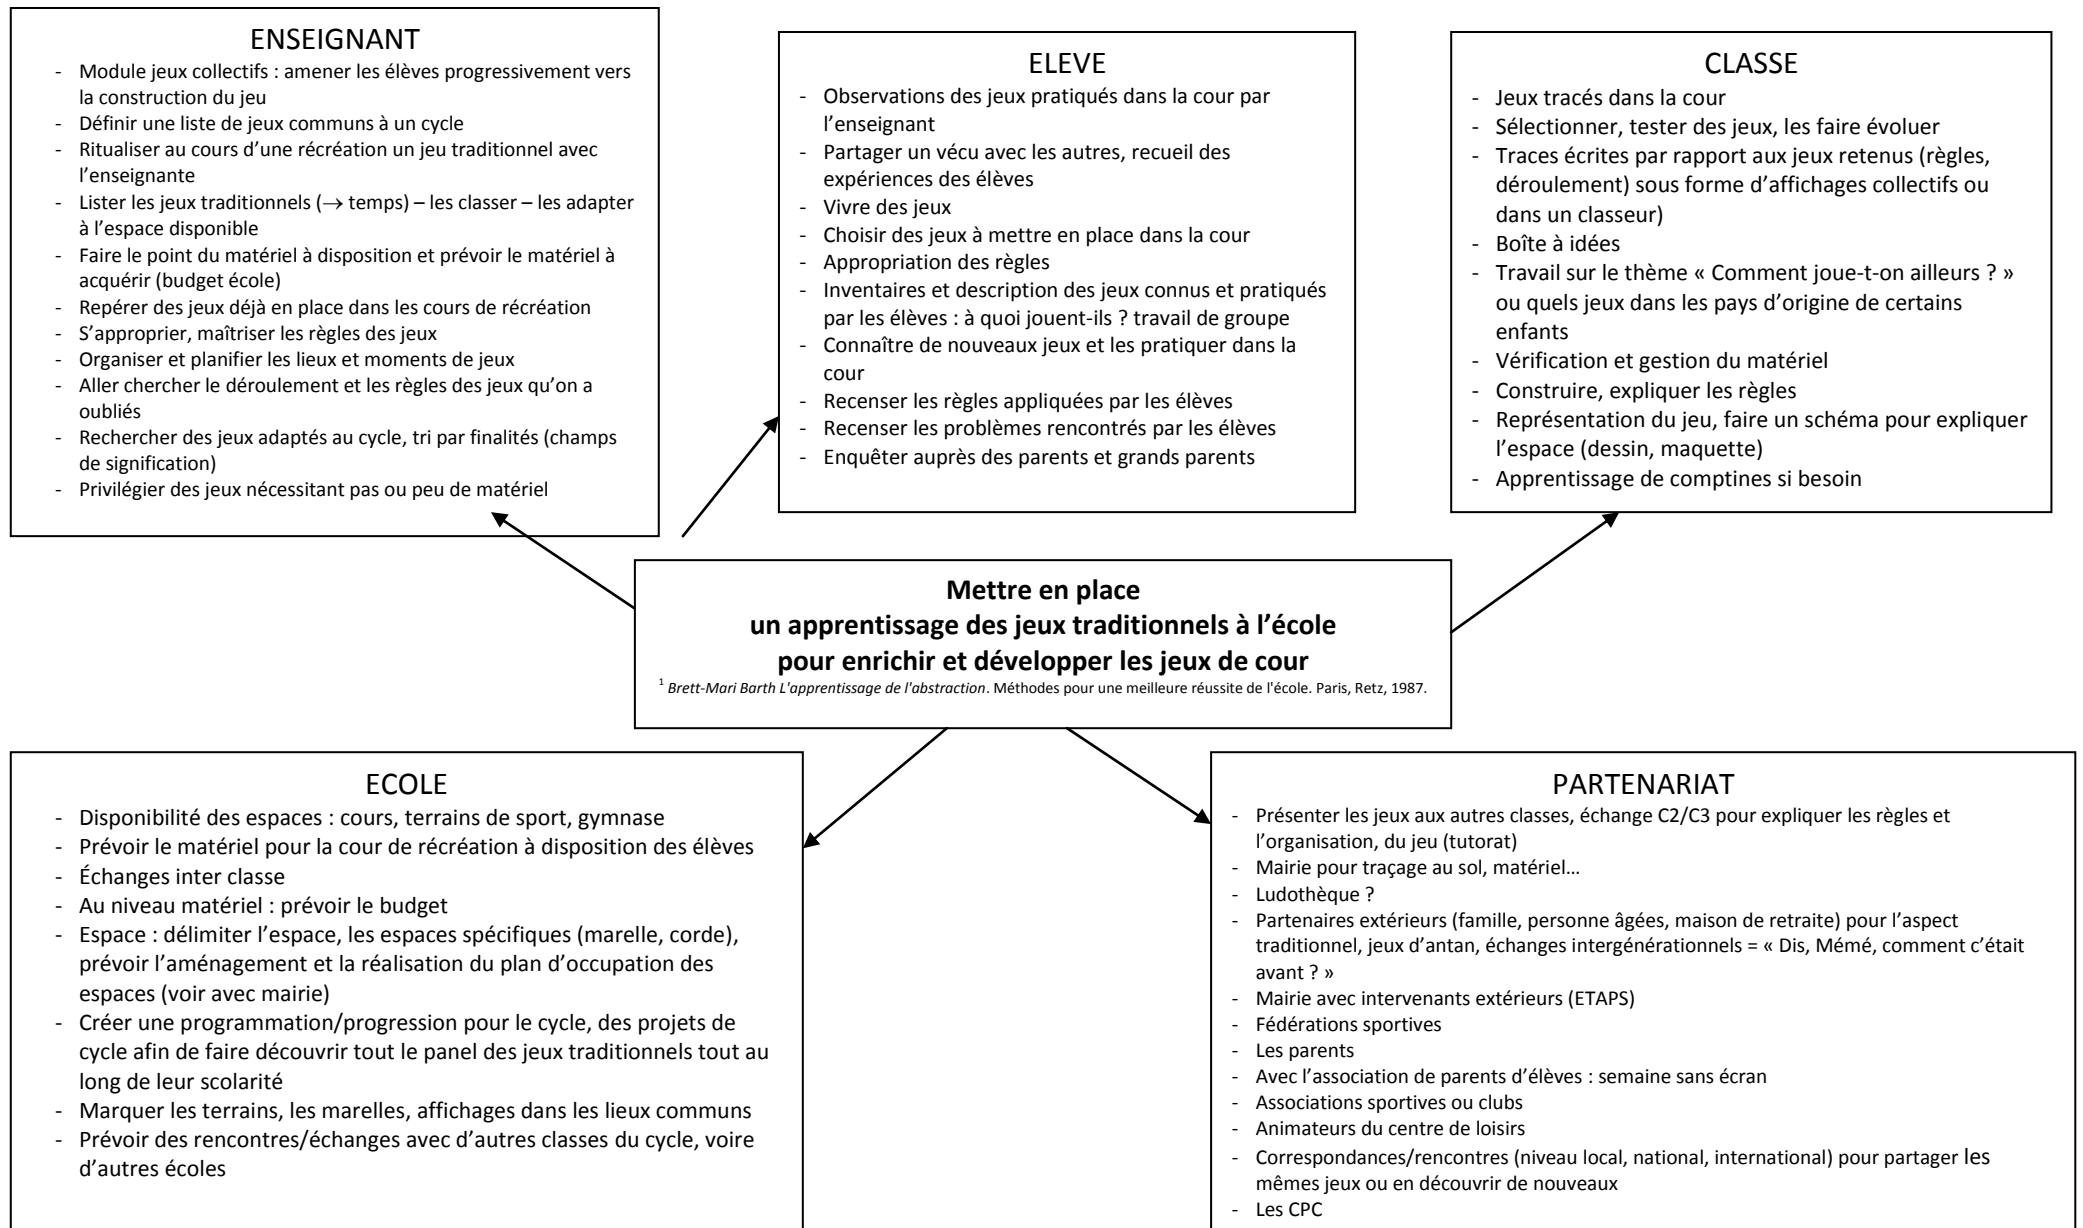 ENSEIGNANT
- Module jeux collectifs : amener les élèves progressivement vers
la construction du jeu
- Définir une liste de jeux communs à un cycle
- Ritualiser au cours d’une récréation un jeu traditionnel avec
l’enseignante
- Lister les jeux traditionnels (→ temps) – les classer – les adapter
à l’espace disponible
- Faire le point du matériel à disposition et prévoir le matériel à
acquérir (budget école)
- Repérer des jeux déjà en place dans les cours de récréation
- S’approprier, maîtriser les règles des jeux
- Organiser et planifier les lieux et moments de jeux
- Aller chercher le déroulement et les règles des jeux qu’on a
oubliés
- Rechercher des jeux adaptés au cycle, tri par finalités (champs
de signification)
- Privilégier des jeux nécessitant pas ou peu de matériel
ELEVE
- Observations des jeux pratiqués dans la cour par
l’enseignant
- Partager un vécu avec les autres, recueil des
expériences des élèves
- Vivre des jeux
- Choisir des jeux à mettre en place dans la cour
- Appropriation des règles
- Inventaires et description des jeux connus et pratiqués
par les élèves : à quoi jouent-ils ? travail de groupe
- Connaître de nouveaux jeux et les pratiquer dans la
cour
- Recenser les règles appliquées par les élèves
- Recenser les problèmes rencontrés par les élèves
- Enquêter auprès des parents et grands parents
CLASSE
- Jeux tracés dans la cour
- Sélectionner, tester des jeux, les faire évoluer
- Traces écrites par rapport aux jeux retenus (règles,
déroulement) sous forme d’affichages collectifs ou
dans un classeur)
- Boîte à idées
- Travail sur le thème « Comment joue-t-on ailleurs ? »
ou quels jeux dans les pays d’origine de certains
enfants
- Vérification et gestion du matériel
- Construire, expliquer les règles
- Représentation du jeu, faire un schéma pour expliquer
l’espace (dessin, maquette)
- Apprentissage de comptines si besoin
Mettre en place
un apprentissage des jeux traditionnels à l’école
pour enrichir et développer les jeux de cour
1 Brett-Mari Barth L'apprentissage de l'abstraction. Méthodes pour une meilleure réussite de l'école. Paris, Retz, 1987.
ECOLE
- Disponibilité des espaces : cours, terrains de sport, gymnase
- Prévoir le matériel pour la cour de récréation à disposition des élèves
- Échanges inter classe
- Au niveau matériel : prévoir le budget
- Espace : délimiter l’espace, les espaces spécifiques (marelle, corde),
prévoir l’aménagement et la réalisation du plan d’occupation des
espaces (voir avec mairie)
- Créer une programmation/progression pour le cycle, des projets de
cycle afin de faire découvrir tout le panel des jeux traditionnels tout au
long de leur scolarité
- Marquer les terrains, les marelles, affichages dans les lieux communs
- Prévoir des rencontres/échanges avec d’autres classes du cycle, voire
d’autres écoles
PARTENARIAT
- Présenter les jeux aux autres classes, échange C2/C3 pour expliquer les règles et
l’organisation, du jeu (tutorat)
- Mairie pour traçage au sol, matériel…
- Ludothèque ?
- Partenaires extérieurs (famille, personne âgées, maison de retraite) pour l’aspect
traditionnel, jeux d’antan, échanges intergénérationnels = « Dis, Mémé, comment c’était
avant ? »
- Mairie avec intervenants extérieurs (ETAPS)
- Fédérations sportives
- Les parents
- Avec l’association de parents d’élèves : semaine sans écran
- Associations sportives ou clubs
- Animateurs du centre de loisirs
- Correspondances/rencontres (niveau local, national, international) pour partager les
mêmes jeux ou en découvrir de nouveaux
- Les CPC